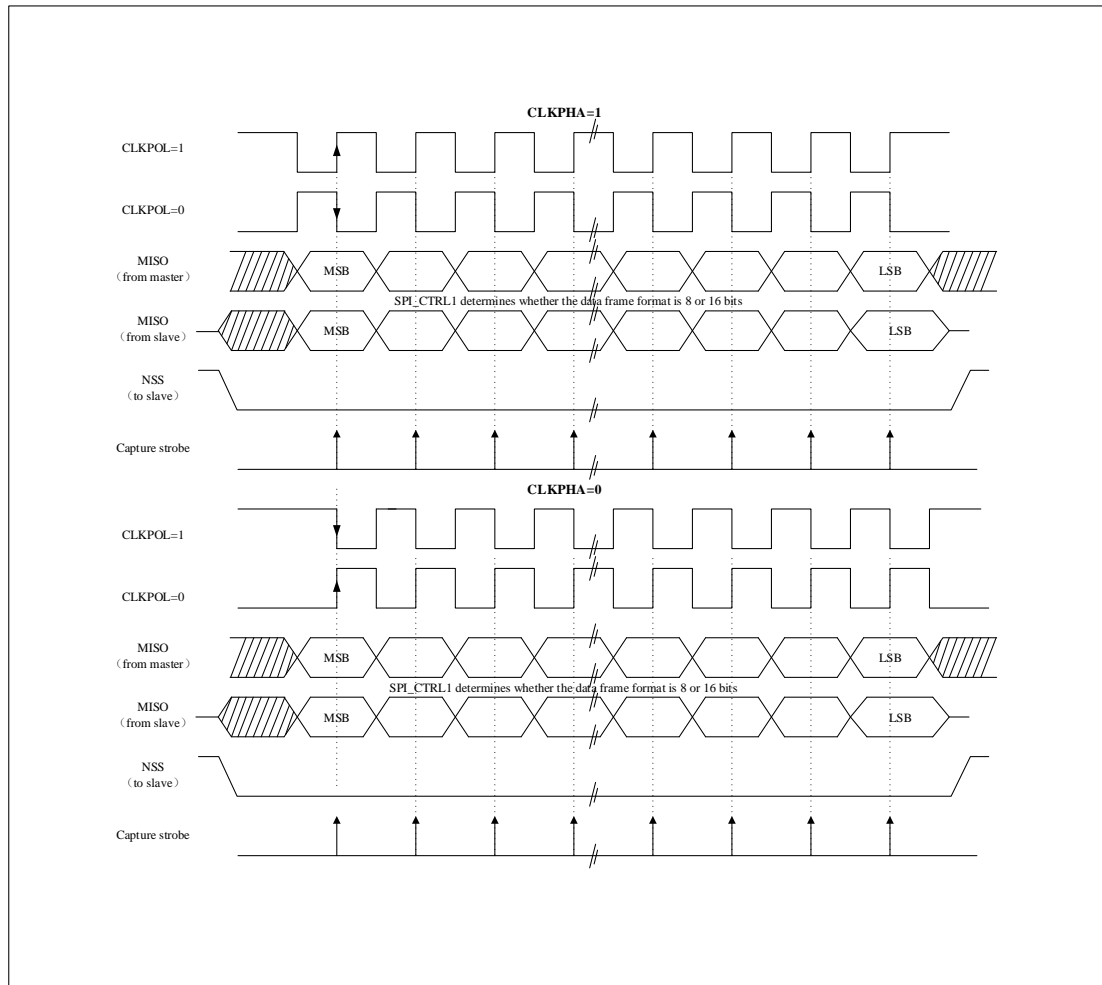 CLKPHA=1
CLKPOL=1
CLKPOL=0
MISO
（from master）
MSB
LSB
SPI_CTRL1 determines whether the data frame format is 8 or 16 bits
MISO
（from slave）
MSB
LSB
NSS
（to slave）
Capture strobe
CLKPHA=0
CLKPOL=1
CLKPOL=0
MISO
（from master）
MSB
LSB
SPI_CTRL1 determines whether the data frame format is 8 or 16 bits
MISO
（from slave）
MSB
LSB
NSS
（to slave）
Capture strobe